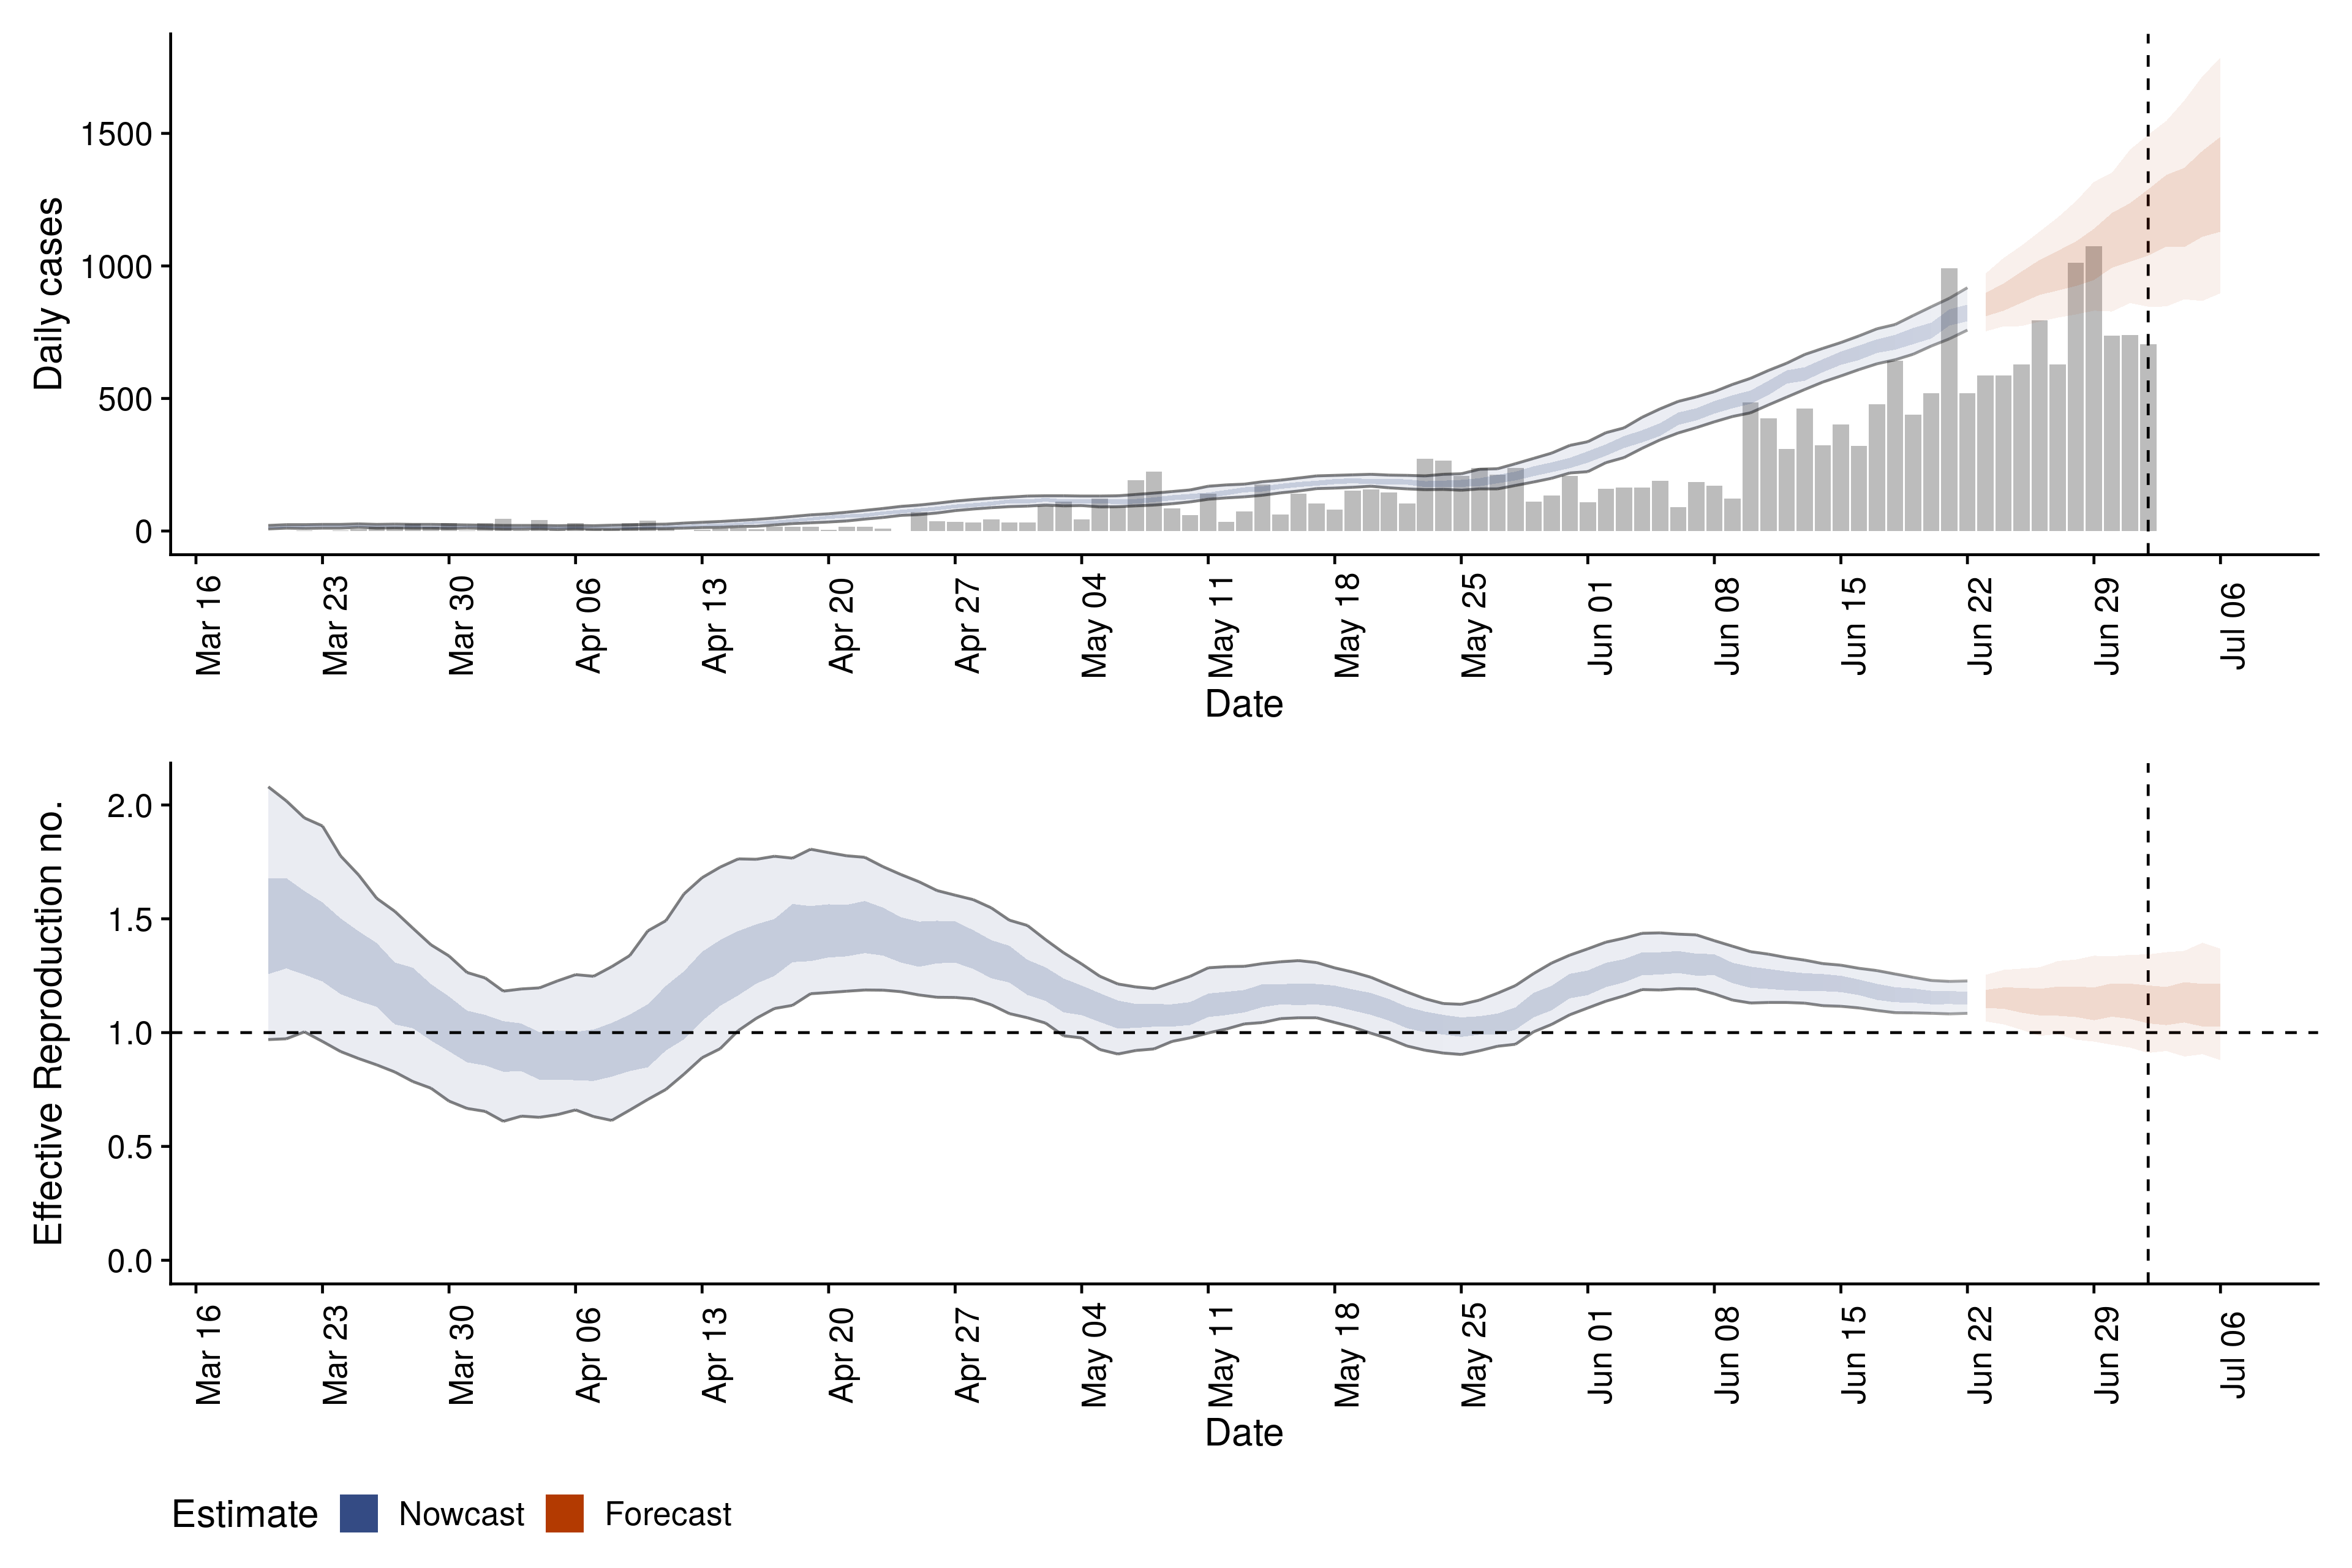 Daily cases
1500
1000
500
0
Mar 16
Mar 23
Mar 30
Apr 06
Apr 13
Apr 20
Apr 27
May 04
May 11
May 18
May 25
Jun 01
Jun 08
Jun 15
Jun 22
Jun 29
Jul 06
Date
Effective Reproduction no.
2.0
1.5
1.0
0.5
0.0
Mar 16
Mar 23
Mar 30
Apr 06
Apr 13
Apr 20
Apr 27
May 04
May 11
May 18
May 25
Jun 01
Jun 08
Jun 15
Jun 22
Jun 29
Jul 06
Date
Estimate Nowcast Forecast